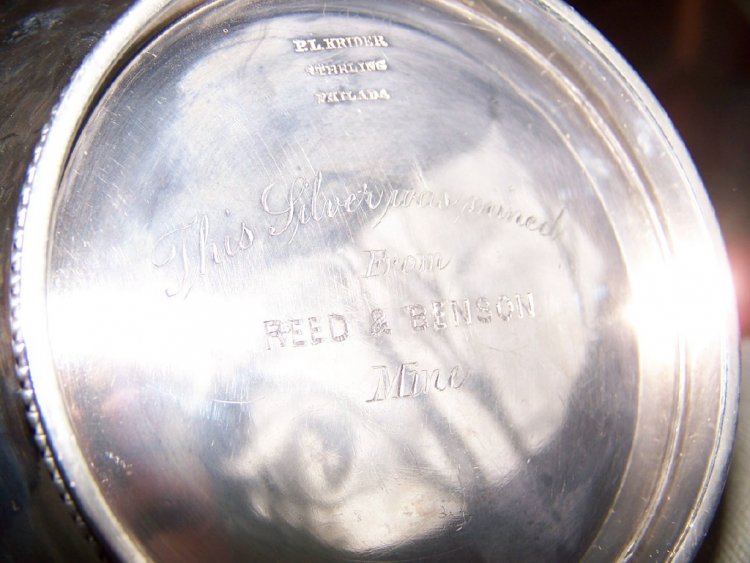 P.L KRIDER
STERLING
PHILADA
This Silver was mined
From
REED & BENSON
Mine